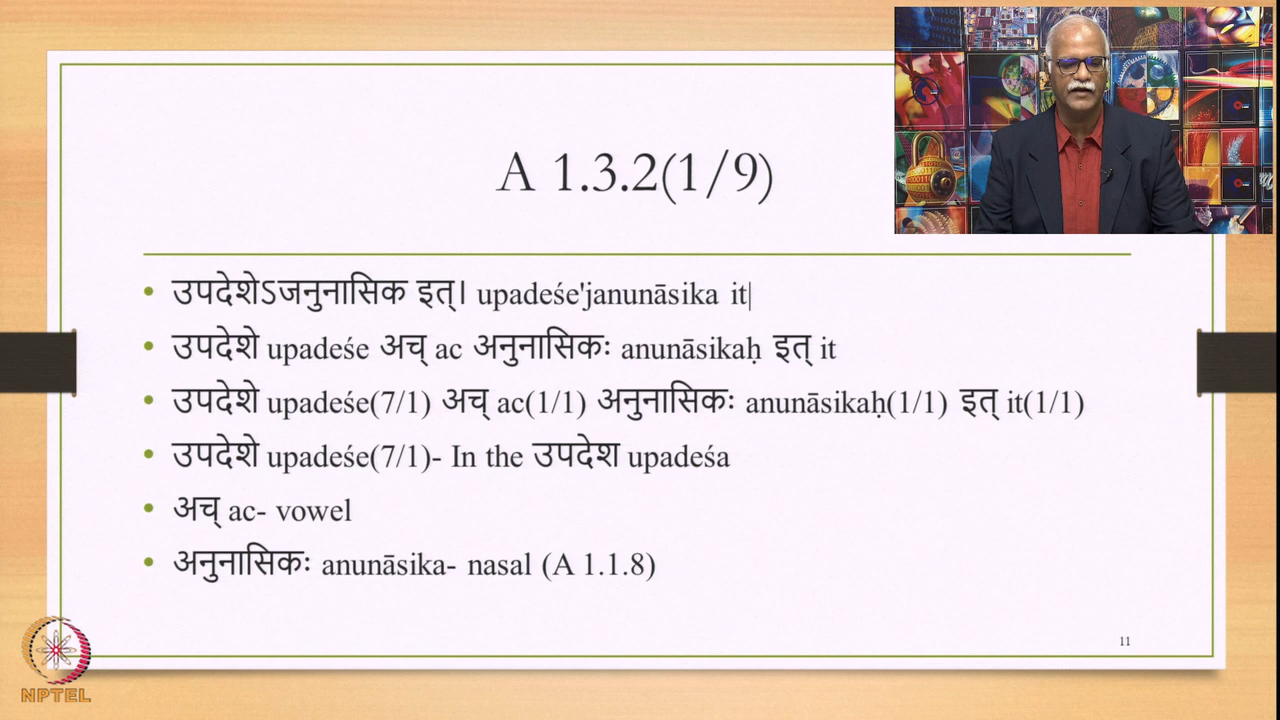 A 1.3.2(1/9)
उपदेशेऽजनुनासिक इत्। upadeśe'janunāsika it|
उपदेशे upadeśe अच् ac अनुनासिकः anunāsikaḥ इत् it
उपदेशे upadeśe(7/1) अच् ac(1/1) अनुनासिकः anunāsikaḥ(1/1) इत् it(1/1)
उपदेशे upadeśe(7/1)- In the उपदेश upadeśa
अच् ac- vowel
अनुनासिकः anunāsika- nasal (A 1.1.8)
11
NPTEL